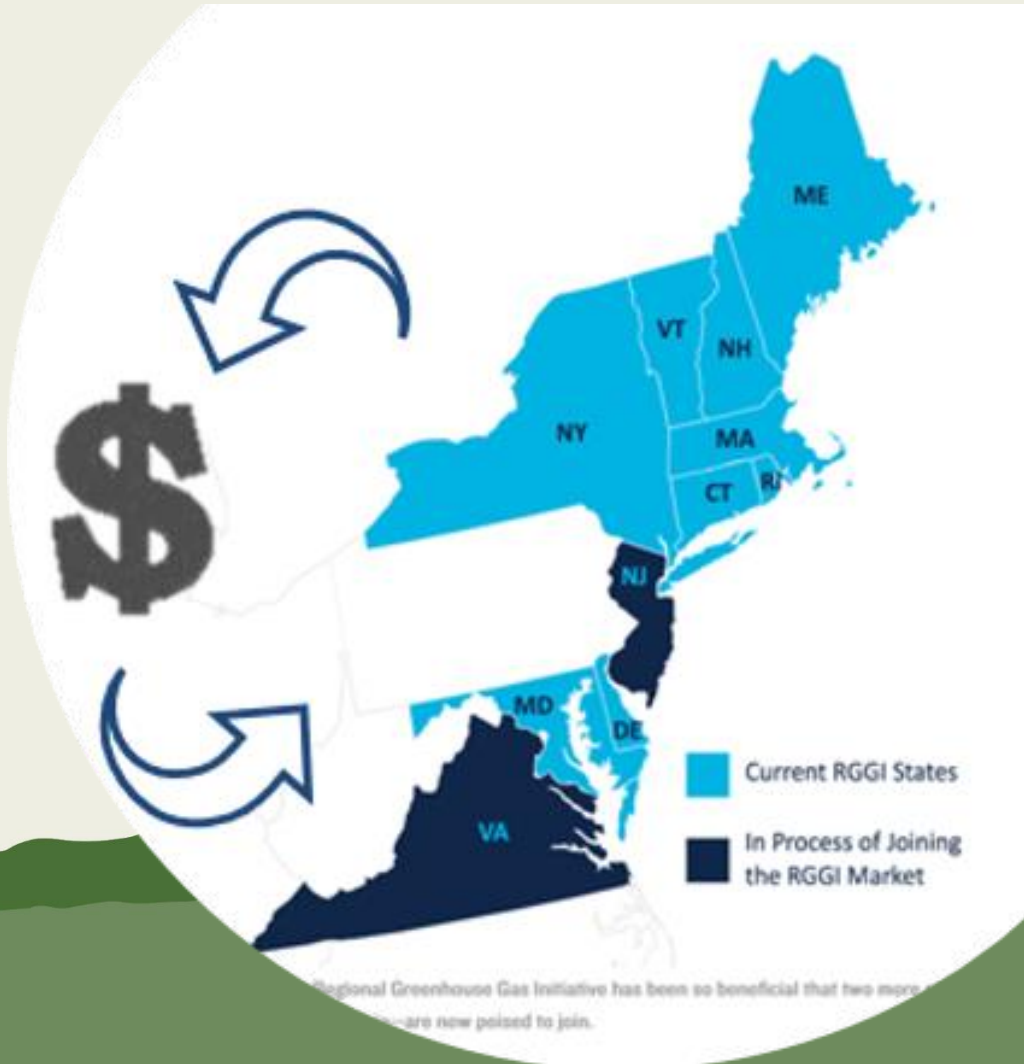 ME
VT
NH
NY
MA
CT
RI
NJ
MD
DE
VA
$
Current RGGI States
In Process of Joining
the RGGI Market
Regional Greenhouse Gas Initiative has been so beneficial that two more
—are now poised to join.